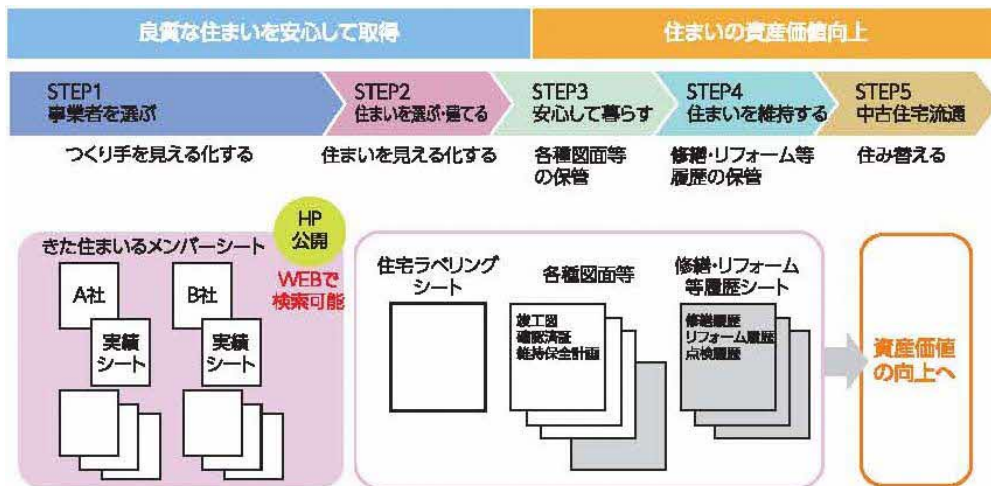 良質な住まいを安心して取得
住まいの資産価値向上
STEP1
事業者を選ぶ
STEP2
住まいを選ぶ・建てる
STEP3
安心して暮らす
STEP4
住まいを維持する
STEP5
中古住宅流通
つくり手を見える化する
住まいを見える化する
各種図面等
の保管
修繕・リフォーム等
履歴の保管
住み替える
きた住まいるメンバーシート
HP
公開
WEBで
検索可能
A社
実績
シート
B社
実績
シート
住宅ラベリング
シート
各種図面等
竣工図
確認済証
維持保全計画
修繕・リフォーム
等履歴シート
修繕履歴
リフォーム履歴
点検履歴
資産価値
の向上へ